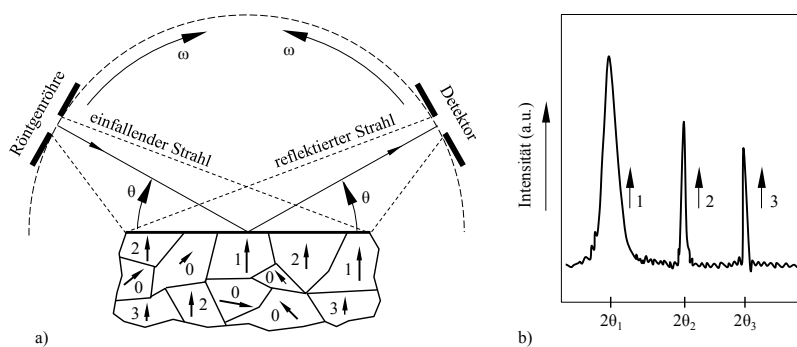 ω
ω
Röntgenröhre
einfallender Strahl
reflektierter Strahl
Detektor
θ
θ
2
0
1
2
1
0
0
0
3
2
0
3
a)
Intensität (a.u.)
1
2
3
2θ1
2θ2
2θ3
b)